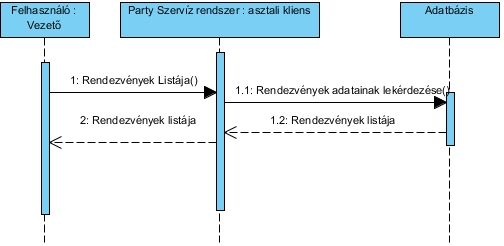 Felhasználó :
Vezető
Party Szervíz rendszer : asztali kliens
Adatbázis
1: Rendezvények Listája()
1.1: Rendezvények adatainak lekérdezése()
2: Rendezvények listája
1.2: Rendezvények listája